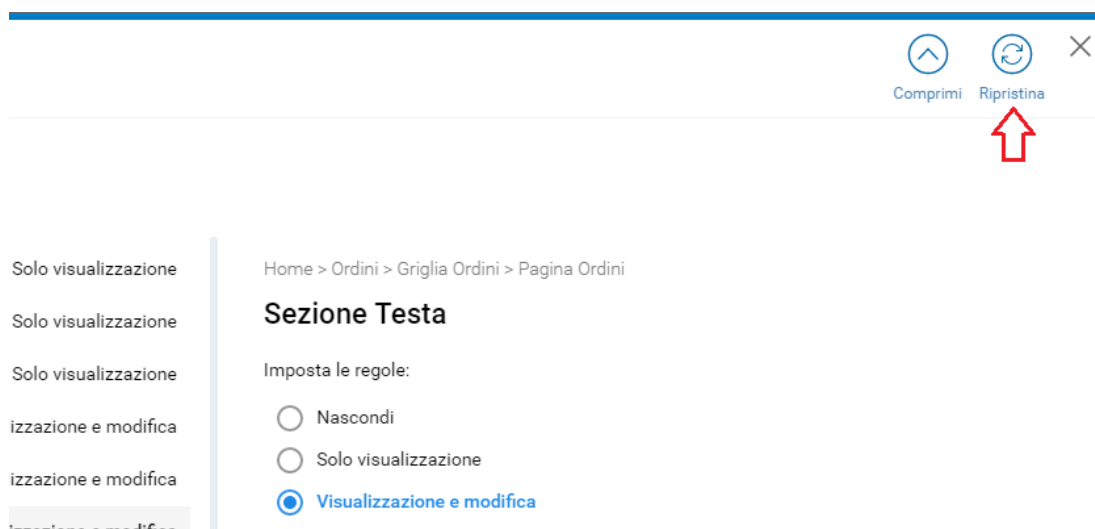 Comprimi Ripristina
Solo visualizzazione
Solo visualizzazione
Solo visualizzazione
izzazione e modifica
izzazione e modifica
Home > Ordini > Griglia Ordini > Pagina Ordini
Sezione Testa
Imposta le regole:
Nascondi
Solo visualizzazione
Visualizzazione e modifica